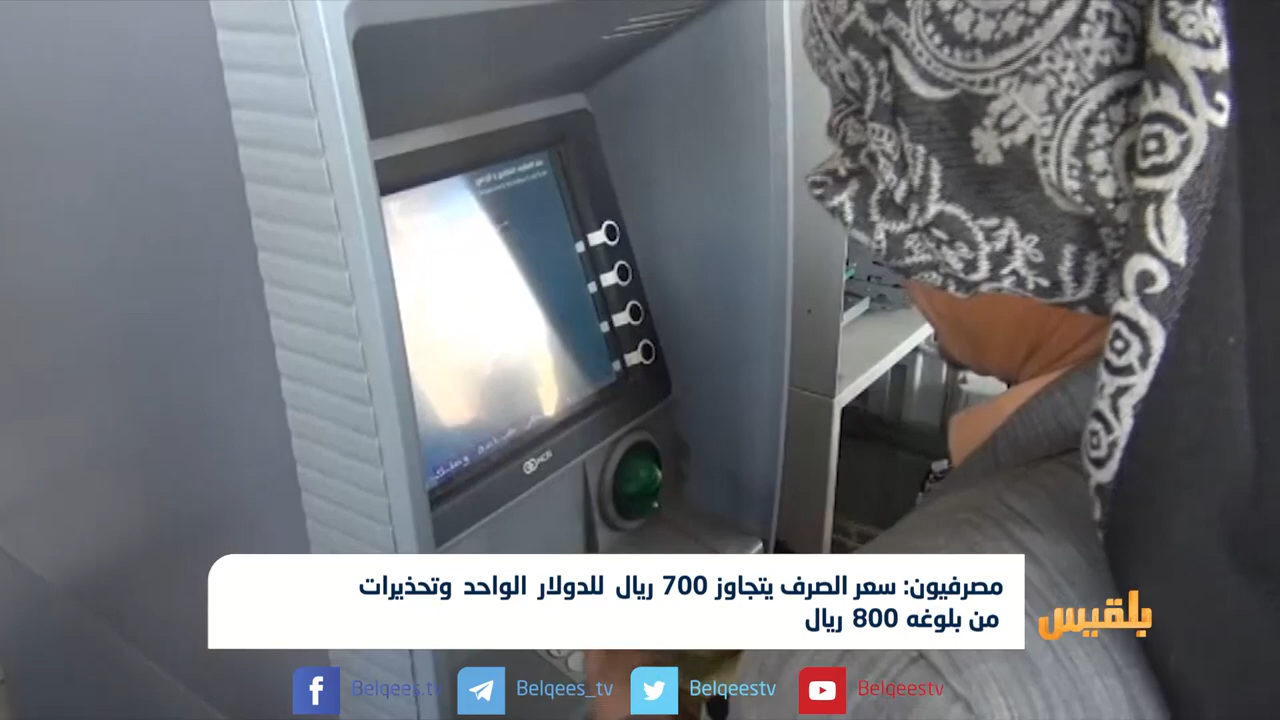 NCR
مصرفيون: سعر الصرف يتجاوز 700 ريال للدولار الواحد وتحذيرات
من بلوغه 800 ريال
بلقيس
Belqees.tv
Belqees_tv
Belqeestv
Belqeestv